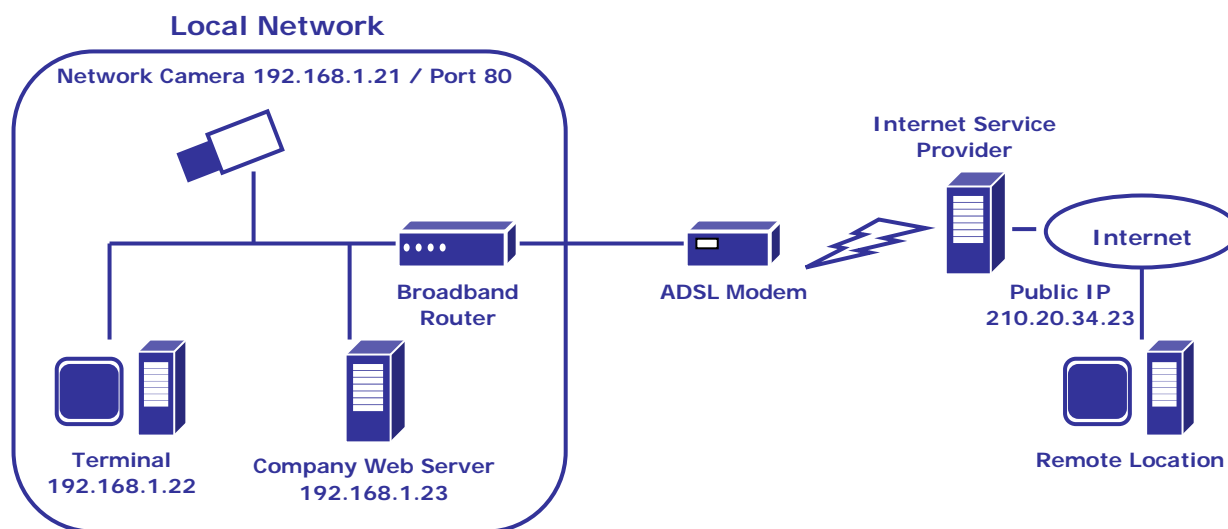 Local Network
Network Camera 192.168.1.21 / Port 80
Internet Service
Provider
Internet
Broadband
Router
ADSL Modem
Public IP
210.20.34.23
Terminal
192.168.1.22
Company Web Server
192.168.1.23
Remote Location